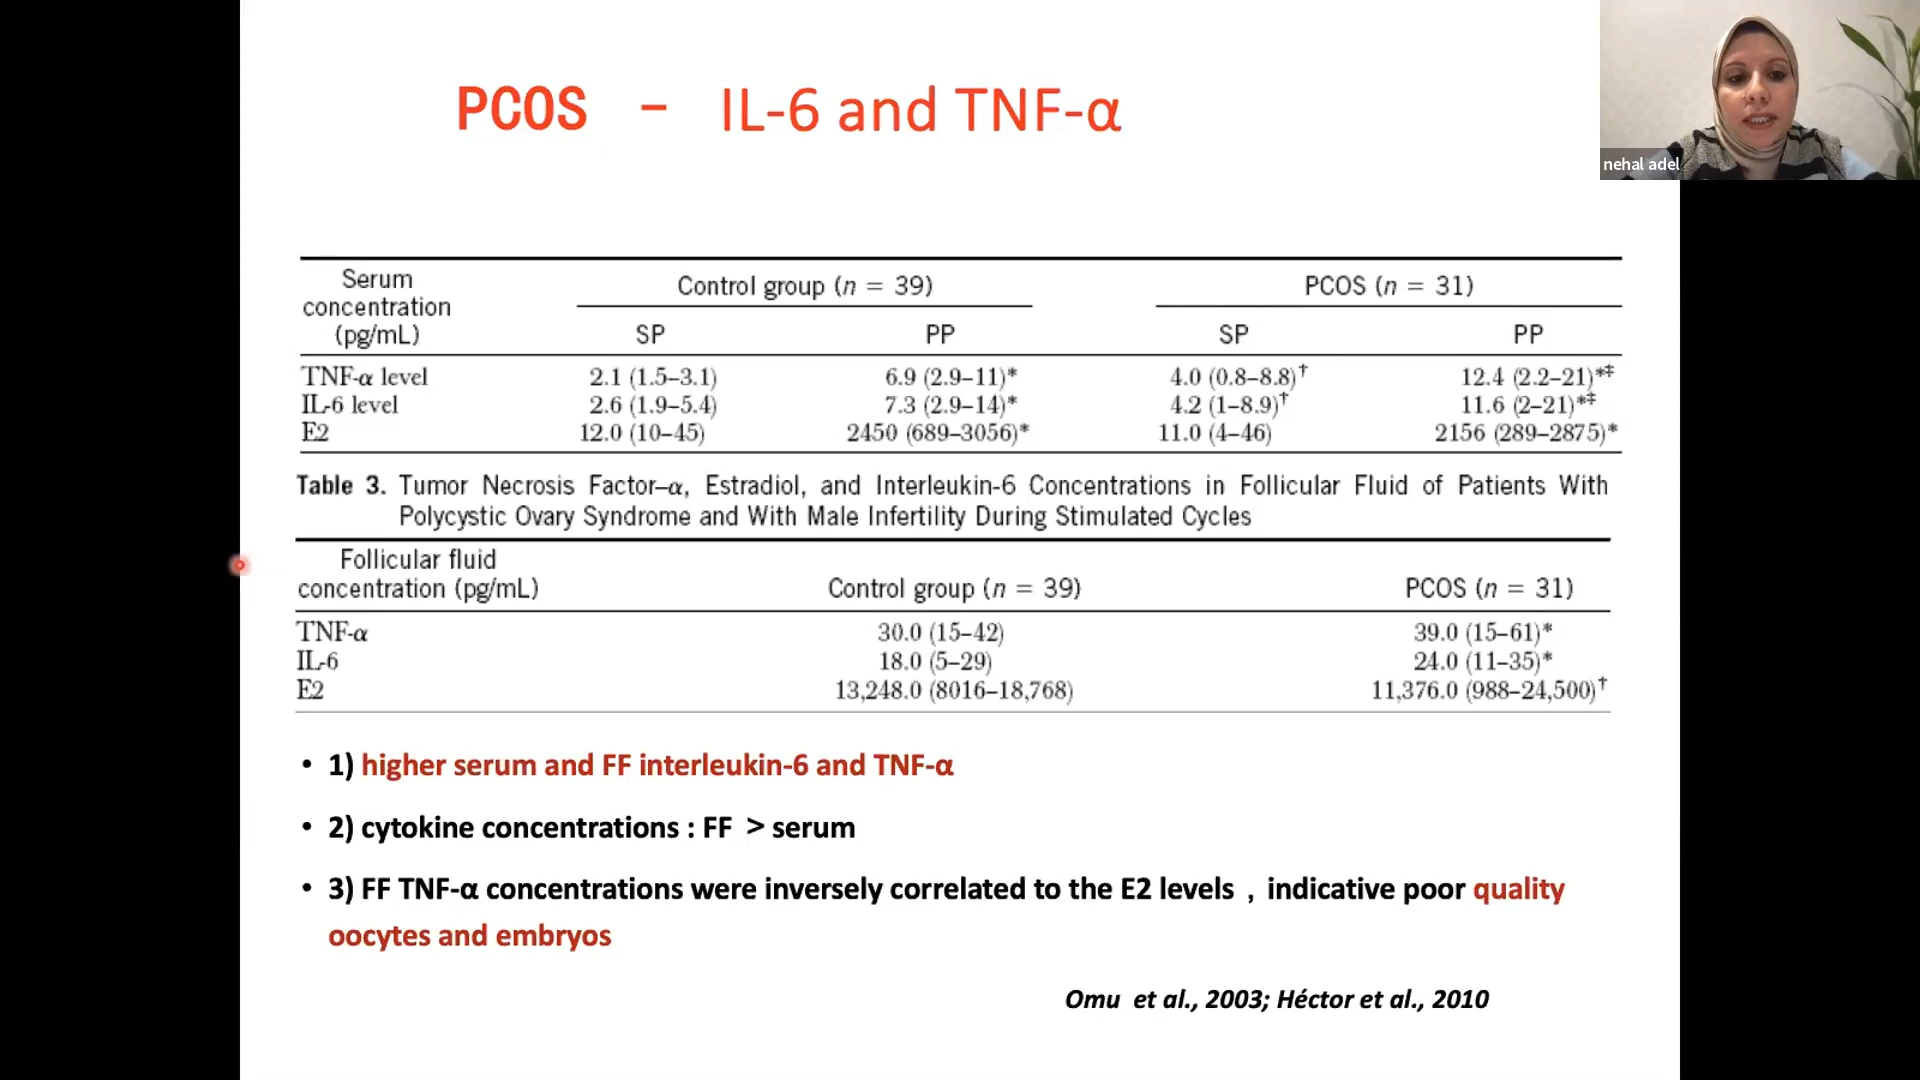 PCOS - IL-6 and TNF-α
nehal adel
Serum concentration (pg/mL) Control group (n = 39) PCOS (n = 31)
SP PP SP PP
TNF-α level 2.1 (1.5–3.1) 6.9 (2.9–11)* 4.0 (0.8–8.8)† 12.4 (2.2–21)*‡
IL-6 level 2.6 (1.9–5.4) 7.3 (2.9–14)* 4.2 (1–8.9)† 11.6 (2–21)*‡
E2 12.0 (10–45) 2450 (689–3056)* 11.0 (4–46) 2156 (289–2875)*
Table 3. Tumor Necrosis Factor–α, Estradiol, and Interleukin-6 Concentrations in Follicular Fluid of Patients With
Polycystic Ovary Syndrome and With Male Infertility During Stimulated Cycles
Follicular fluid
concentration (pg/mL) Control group (n = 39) PCOS (n = 31)
TNF-α 30.0 (15–42) 39.0 (15–61)*
IL-6 18.0 (5–29) 24.0 (11–35)*
E2 13,248.0 (8016–18,768) 11,376.0 (988–24,500)†
• 1) higher serum and FF interleukin-6 and TNF-α
• 2) cytokine concentrations : FF > serum
• 3) FF TNF-α concentrations were inversely correlated to the E2 levels , indicative poor quality
oocytes and embryos
Omu et al., 2003; Héctor et al., 2010